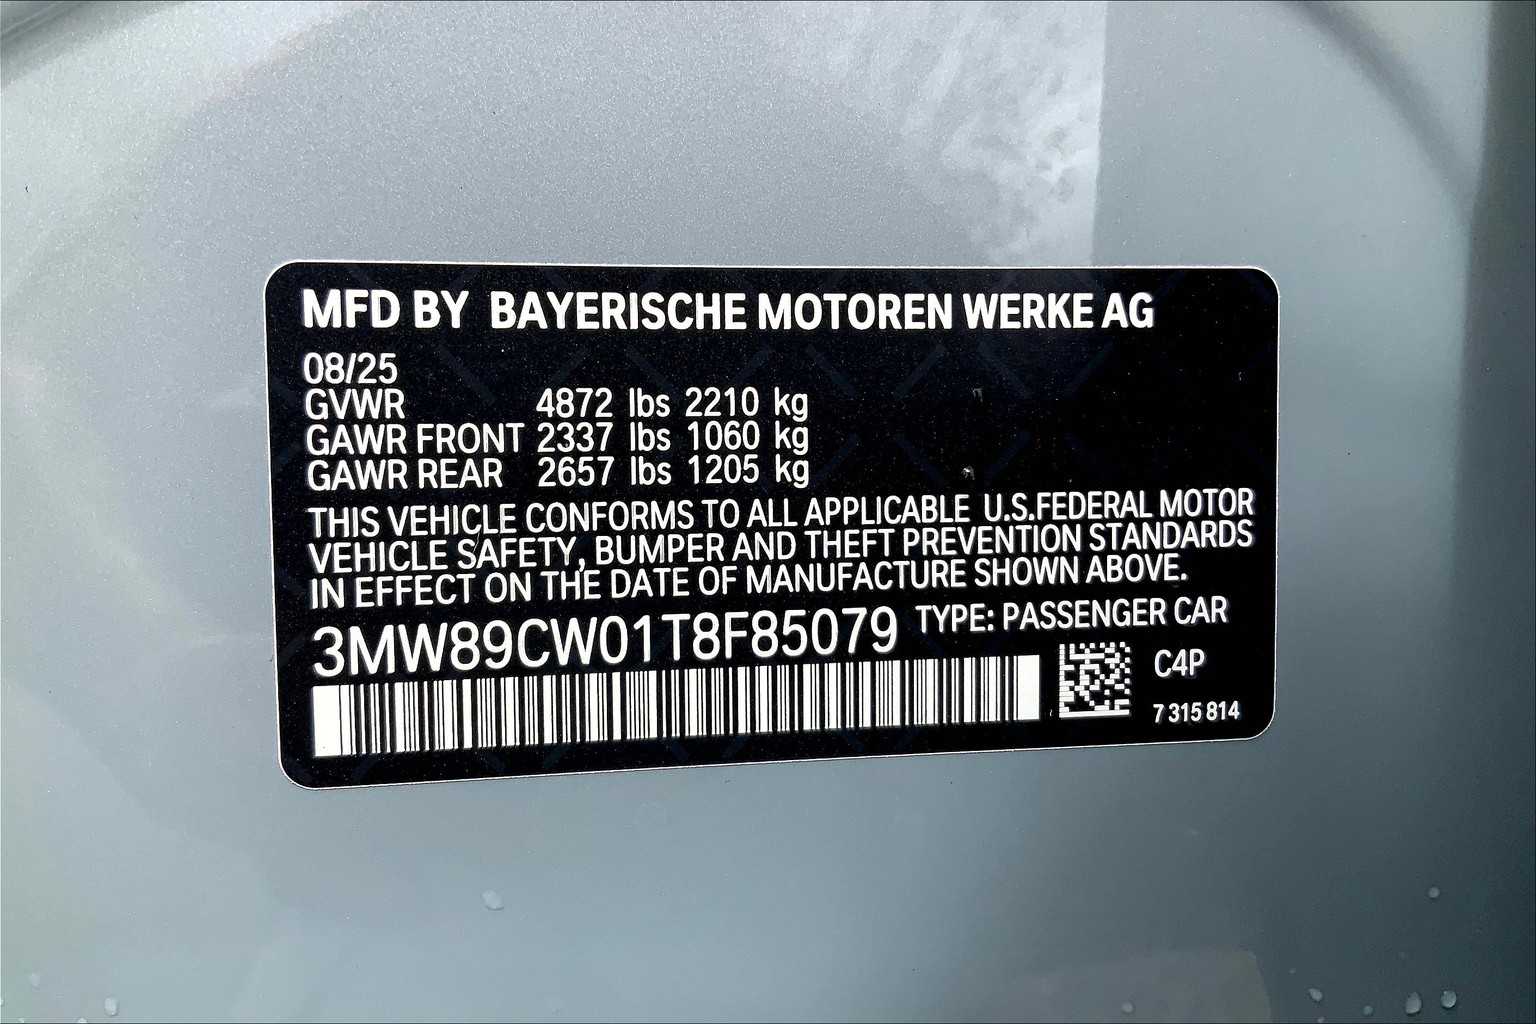 MFD BY BAYERISCHE MOTOREN WERKE AG
08/25
GVWR 4872 lbs 2210 kg
GAWR FRONT 2337 lbs 1060 kg
GAWR REAR 2657 lbs 1205 kg
THIS VEHICLE CONFORMS TO ALL APPLICABLE U.S.FEDERAL MOTOR
VEHICLE SAFETY, BUMPER AND THEFT PREVENTION STANDARDS
IN EFFECT ON THE DATE OF MANUFACTURE SHOWN ABOVE.
3MW89CW01T8F85079 TYPE: PASSENGER CAR
C4P
7 315 814